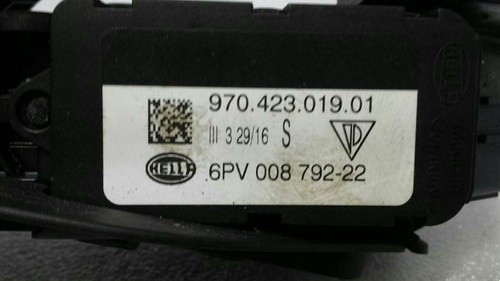 970.423.019.01
III 3 29/16 S
HELLA 6PV 008 792-22